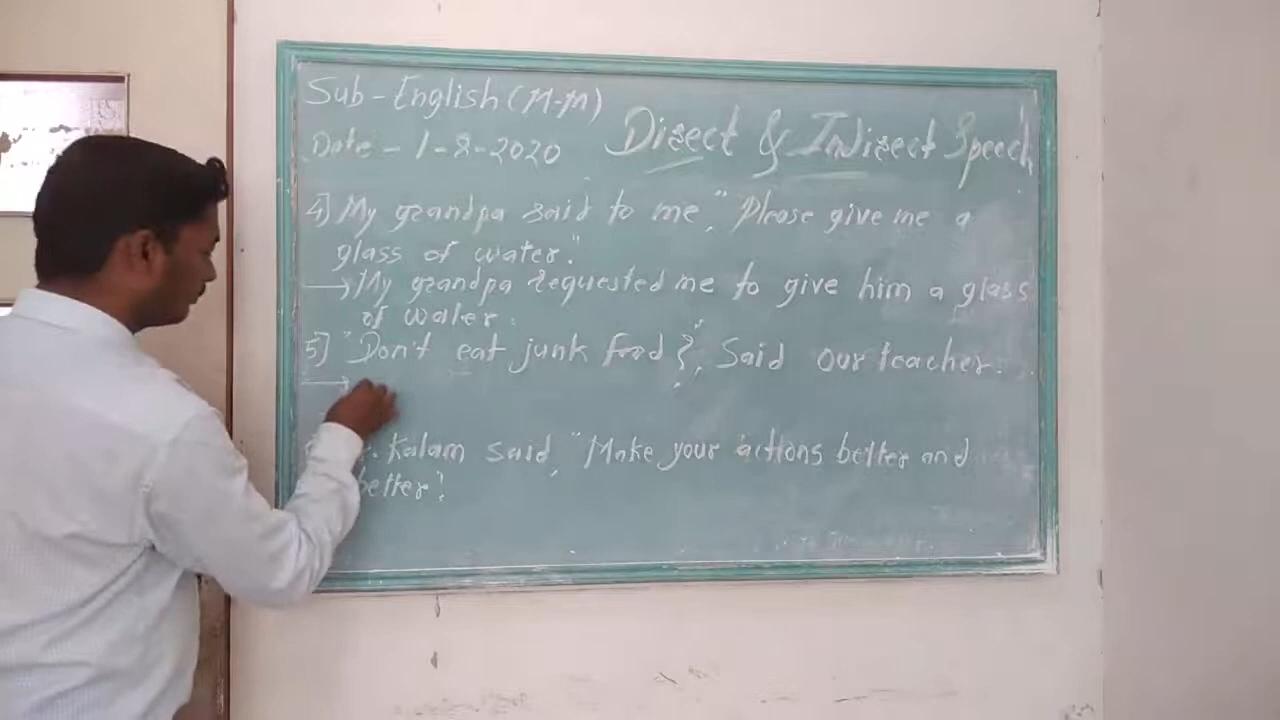 Sub - English (M-M)
Direct & Indirect Speech
Date - 1-8-2020
4] My grandpa said to me, "Please give me a
glass of water."
→ My grandpa requested me to give him a glass
of water.
5] "Don't eat junk food}", Said our teacher.
→
Kalam said, "Make your actions better and
better."